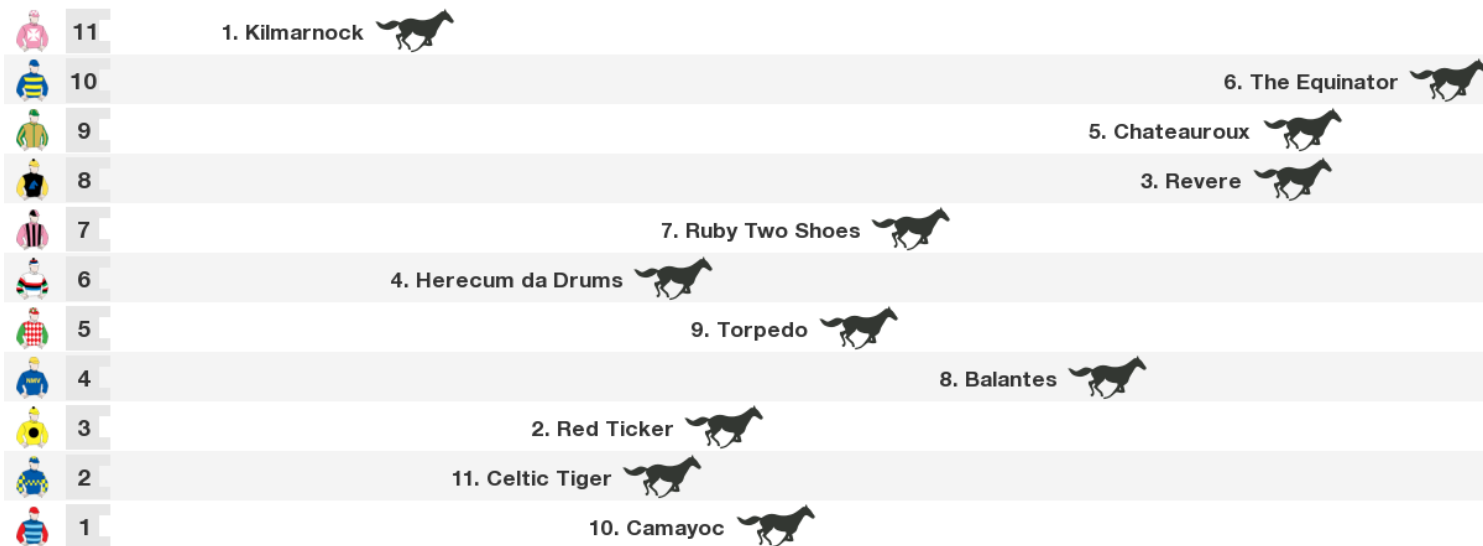 11 1. Kilmarnock
10 6. The Equinator
9 5. Chateauroux
8 3. Revere
7 7. Ruby Two Shoes
6 4. Herecum da Drums
5 9. Torpedo
NMV 4 8. Balantes
3 2. Red Ticker
2 11. Celtic Tiger
1 10. Camayoc